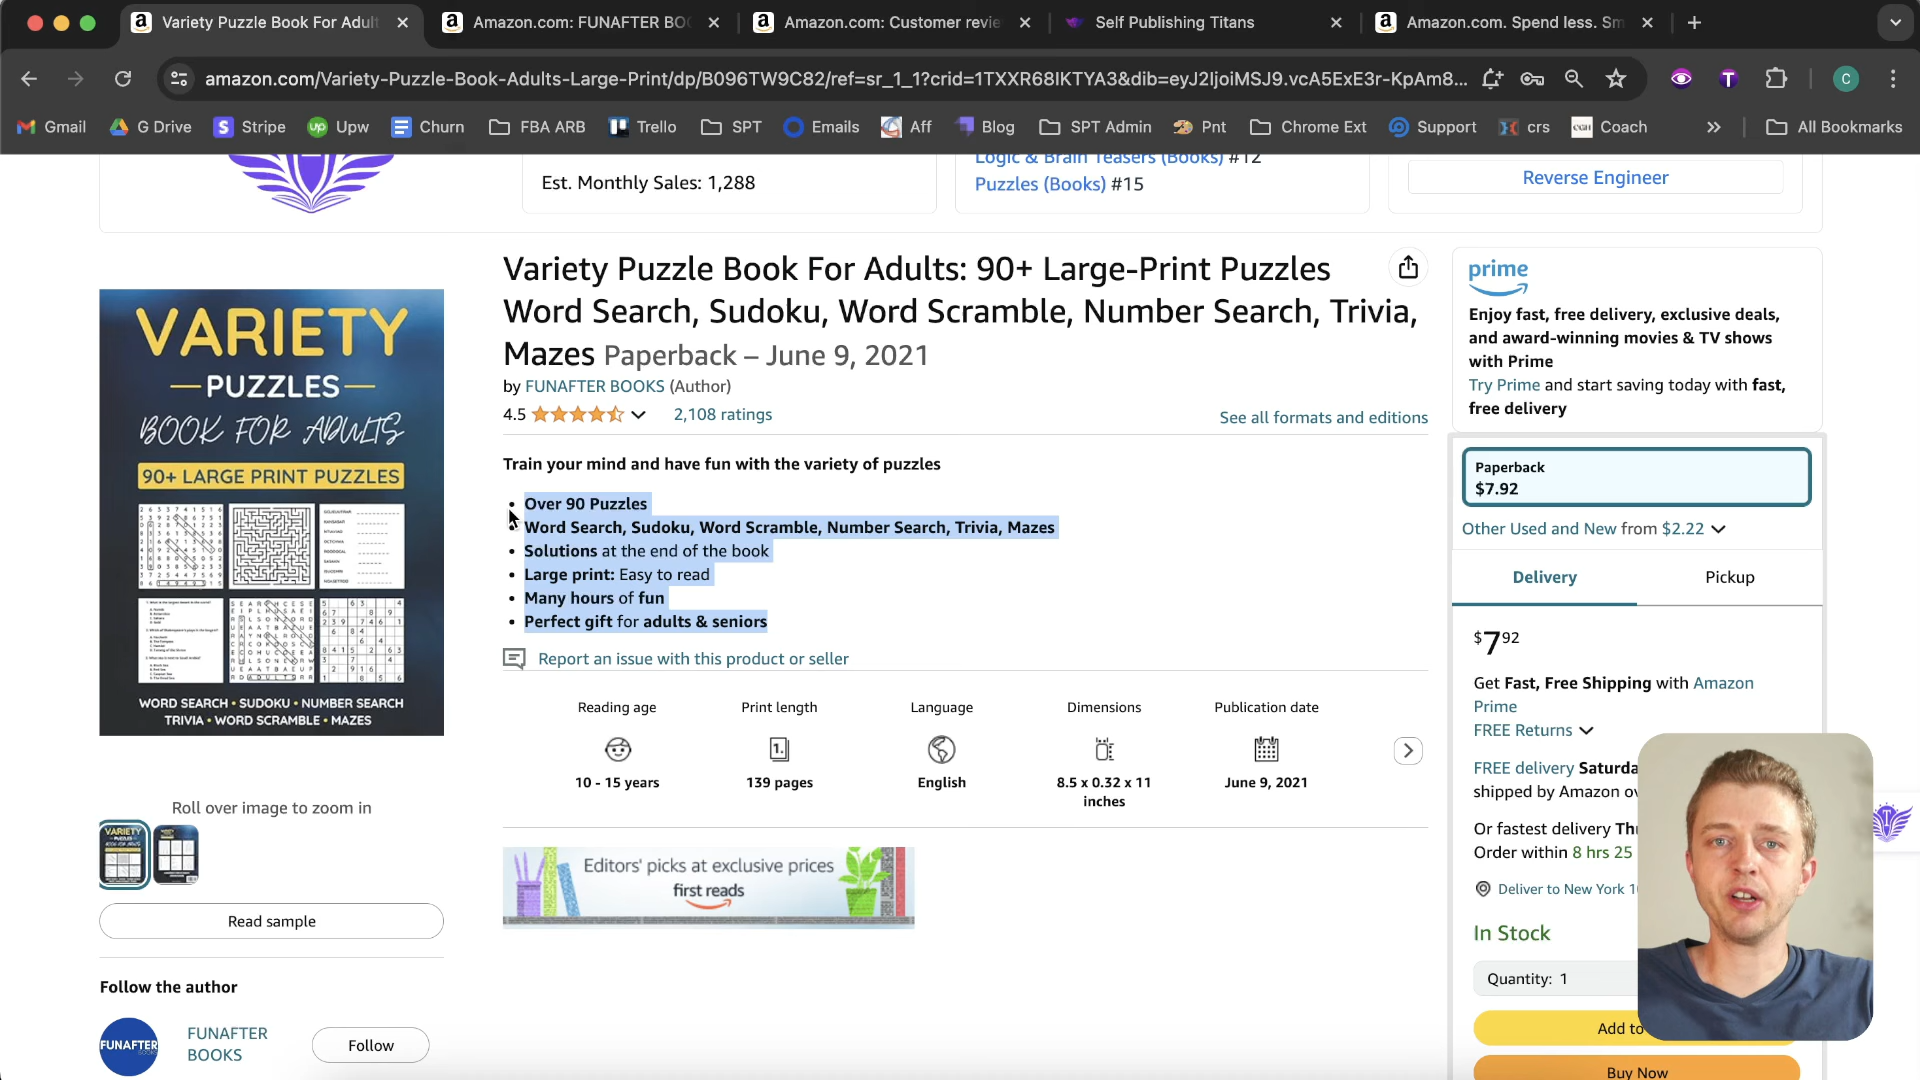 Variety Puzzle Book For Adult
Amazon.com: FUNAFTER BO
Amazon.com: Customer revie
Self Publishing Titans
Amazon.com. Spend less. Sm
amazon.com/Variety-Puzzle-Book-Adults-Large-Print/dp/B096TW9C82/ref=sr_1_1?crid=1TXXR68IKTYA3&dib=eyJ2IjoiMSJ9.vcA5ExE3r-KpAm8...
T
C
Gmail
G Drive
Stripe
Upw
Churn
FBA ARB
Trello
SPT
Emails
Aff
Blog
SPT Admin
Pnt
Chrome Ext
Support
crs
Coach
All Bookmarks
Est. Monthly Sales: 1,288
Logic & Brain Teasers (Books) #12
Puzzles (Books) #15
Reverse Engineer
VARIETY
PUZZLES
BOOK FOR ADULTS
90+ LARGE PRINT PUZZLES
WORD SEARCH • SUDOKU • NUMBER SEARCH
TRIVIA • WORD SCRAMBLE • MAZES
Roll over image to zoom in
Read sample
Follow the author
FUNAFTER
FUNAFTER
BOOKS
Follow
Variety Puzzle Book For Adults: 90+ Large-Print Puzzles
Word Search, Sudoku, Word Scramble, Number Search, Trivia,
Mazes Paperback – June 9, 2021
by FUNAFTER BOOKS (Author)
4.5
2,108 ratings
See all formats and editions
Train your mind and have fun with the variety of puzzles
• Over 90 Puzzles
• Word Search, Sudoku, Word Scramble, Number Search, Trivia, Mazes
• Solutions at the end of the book
• Large print: Easy to read
• Many hours of fun
• Perfect gift for adults & seniors
Report an issue with this product or seller
Reading age
10 - 15 years
Print length
1.
139 pages
Language
English
Dimensions
8.5 x 0.32 x 11
inches
Publication date
June 9, 2021
Editors' picks at exclusive prices
first reads
prime
Enjoy fast, free delivery, exclusive deals,
and award-winning movies & TV shows
with Prime
Try Prime and start saving today with fast,
free delivery
Paperback
$7.92
Other Used and New from $2.22
Delivery
Pickup
$7 92
Get Fast, Free Shipping with Amazon
Prime
FREE Returns
FREE delivery Saturda
shipped by Amazon ov
Or fastest delivery Th
Order within 8 hrs 25
Deliver to New York 1
In Stock
Quantity: 1
Add to
Buy Now